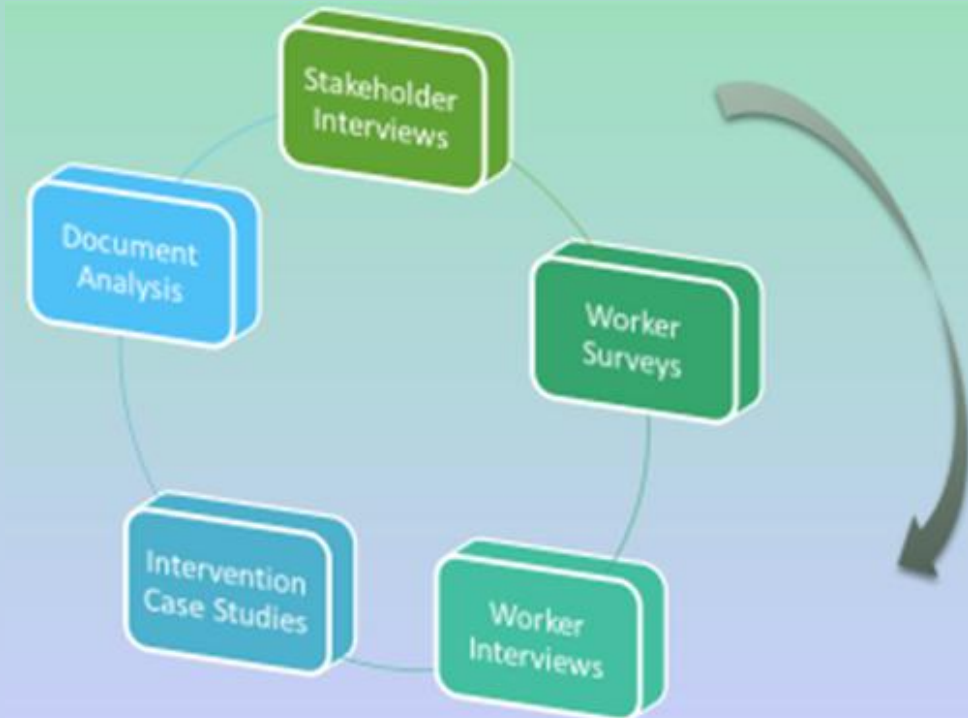 Stakeholder
Interviews
Worker
Surveys
Worker
Interviews
Intervention
Case Studies
Document
Analysis